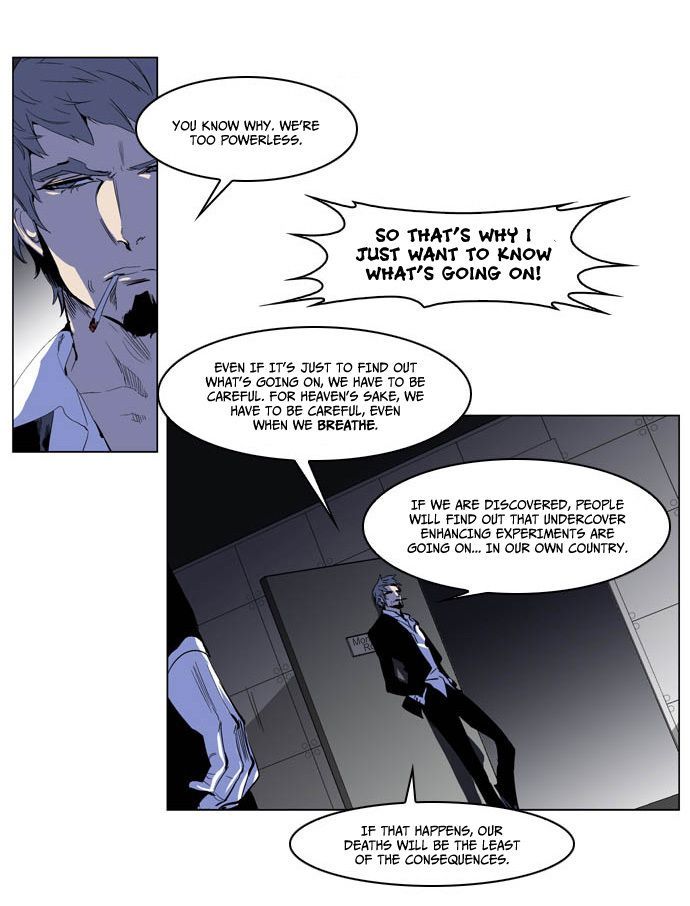 YOU KNOW WHY. WE'RE
TOO POWERLESS.
SO THAT'S WHY I
JUST WANT TO KNOW
WHAT'S GOING ON!
EVEN IF IT'S JUST TO FIND OUT
WHAT'S GOING ON, WE HAVE TO BE
CAREFUL. FOR HEAVEN'S SAKE, WE
HAVE TO BE CAREFUL, EVEN
WHEN WE BREATHE.
IF WE ARE DISCOVERED, PEOPLE
WILL FIND OUT THAT UNDERCOVER
ENHANCING EXPERIMENTS ARE
GOING ON... IN OUR OWN COUNTRY.
IF THAT HAPPENS, OUR
DEATHS WILL BE THE LEAST
OF THE CONSEQUENCES.